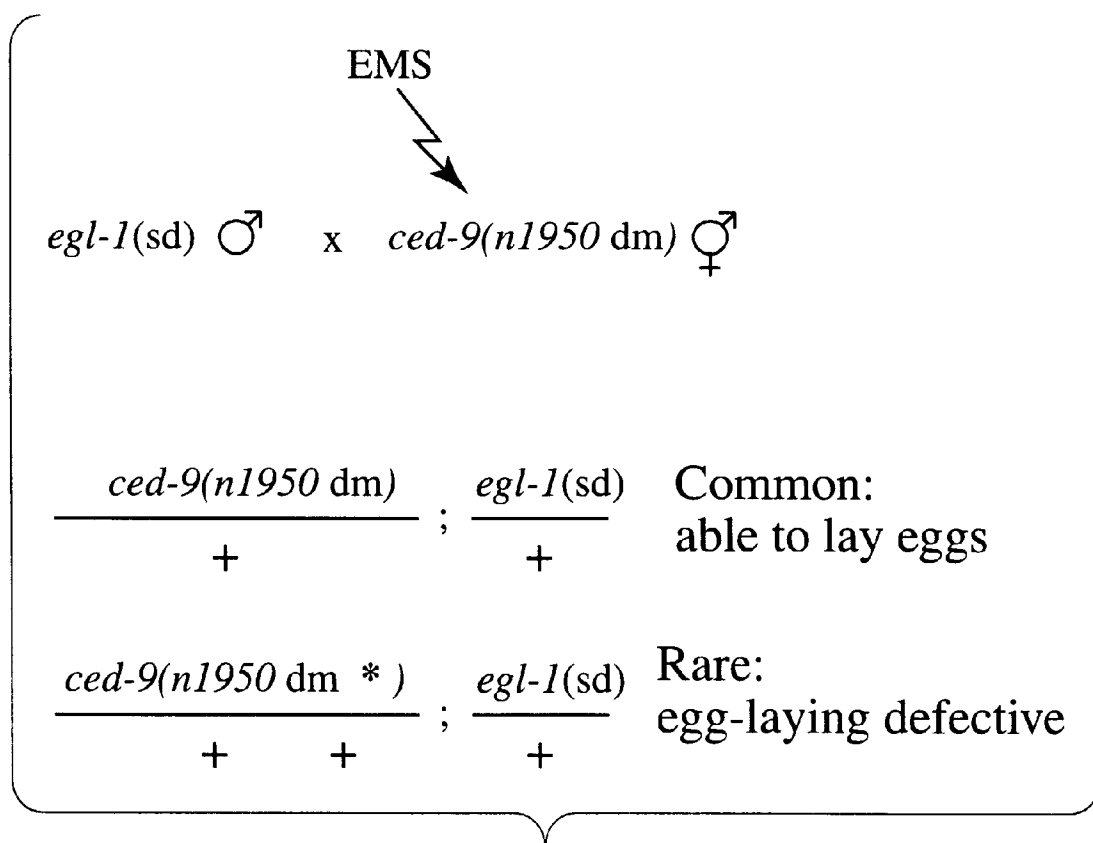 EMS
egl-1(sd) ♂ x ced-9(n1950 dm) ⚥
ced-9(n1950 dm) ; egl-1(sd) Common:
+ + able to lay eggs
ced-9(n1950 dm * ) ; egl-1(sd) Rare:
+ + + egg-laying defective